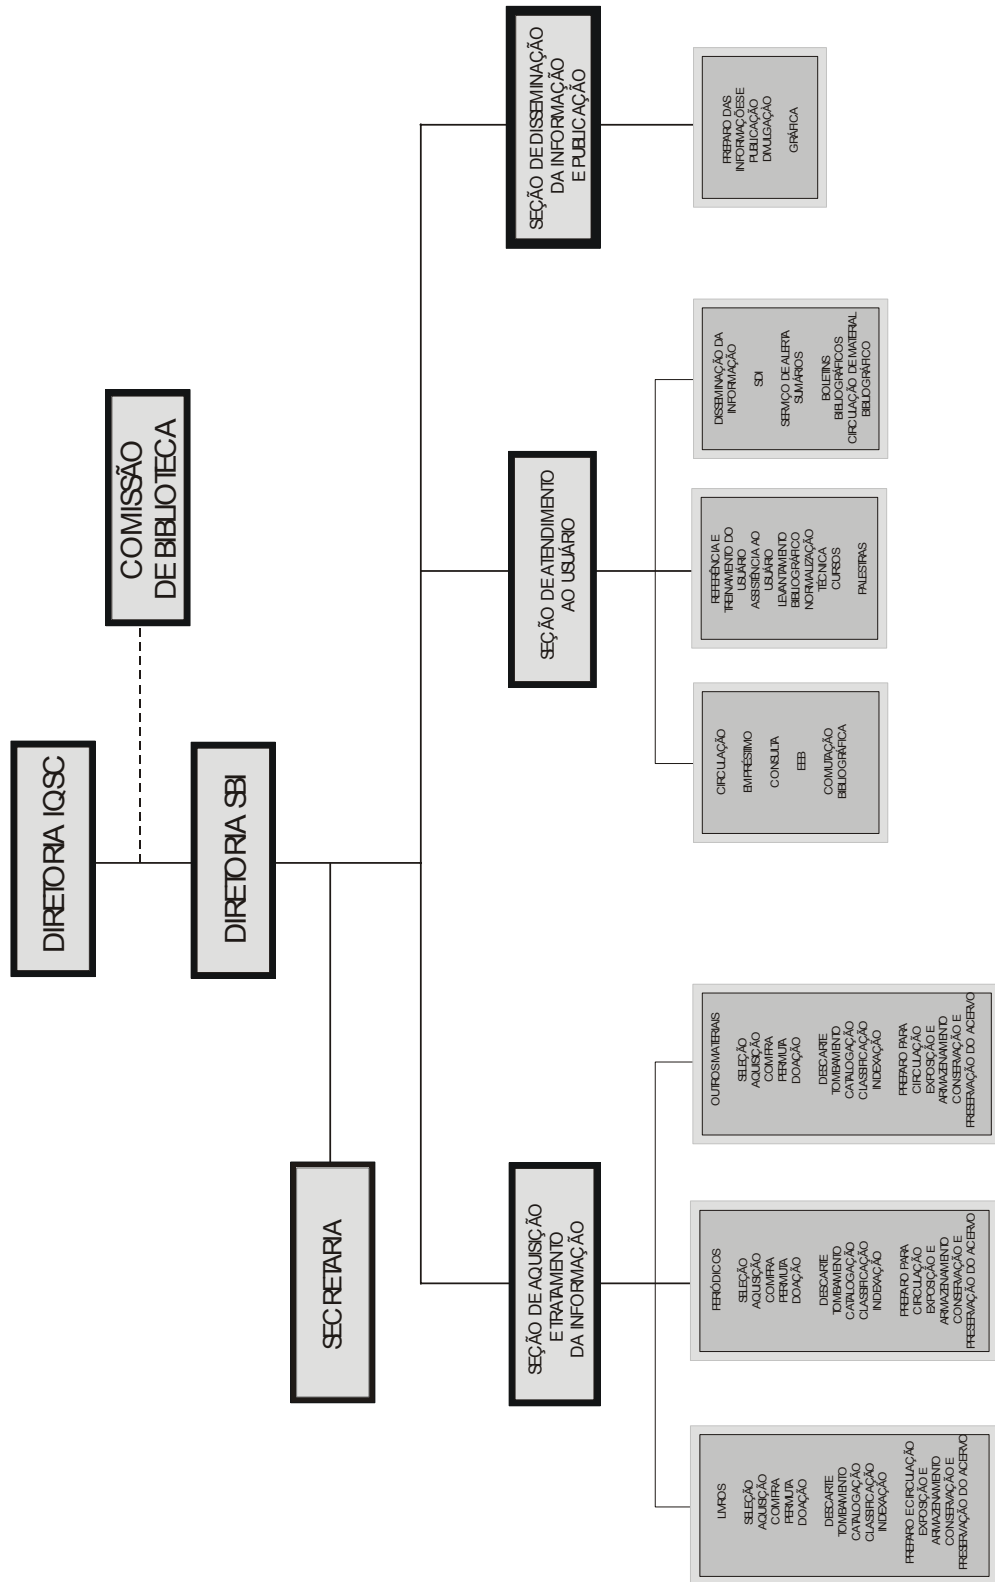 DIRETORIA IQSC
COMISSÃO
DE BIBLIOTECA
DIRETORIA SBI
SECRETARIA
SEÇÃO DE AQUISIÇÃO
E TRATAMENTO
DA INFORMAÇÃO
SEÇÃO DE ATENDIMENTO
AO USUÁRIO
SEÇÃO DE DISSEMINAÇÃO
DA INFORMAÇÃO
E PUBLICAÇÃO
LIVROS
SELEÇÃO
AQUISIÇÃO
COMPRA
PERMUTA
DOAÇÃO
DESCARTE
TOMBAMENTO
CATALOGAÇÃO
CLASSIFICAÇÃO
INDEXAÇÃO
PREPARO E CIRCULAÇÃO
EXPOSIÇÃO E
ARMAZENAMENTO
CONSERVAÇÃO E
PRESERVAÇÃO DO ACERVO
PERIÓDICOS
SELEÇÃO
AQUISIÇÃO
COMPRA
PERMUTA
DOAÇÃO
DESCARTE
TOMBAMENTO
CATALOGAÇÃO
CLASSIFICAÇÃO
INDEXAÇÃO
PREPARO PARA
CIRCULAÇÃO
EXPOSIÇÃO E
ARMAZENAMENTO
CONSERVAÇÃO E
PRESERVAÇÃO DO ACERVO
OUTROS MATERIAIS
SELEÇÃO
AQUISIÇÃO
COMPRA
PERMUTA
DOAÇÃO
DESCARTE
TOMBAMENTO
CATALOGAÇÃO
CLASSIFICAÇÃO
INDEXAÇÃO
PREPARO PARA
CIRCULAÇÃO
EXPOSIÇÃO E
ARMAZENAMENTO
CONSERVAÇÃO E
PRESERVAÇÃO DO ACERVO
CIRCULAÇÃO
EMPRÉSTIMO
CONSULTA
EEB
COMUTAÇÃO
BIBLIOGRÁFICA
REFERÊNCIA E
TREINAMENTO DO
USUÁRIO
ASSISTÊNCIA AO
USUÁRIO
LEVANTAMENTO
BIBLIOGRÁFICO
NORMALIZAÇÃO
TÉCNICA
CURSOS
PALESTRAS
DISSEMINAÇÃO DA
INFORMAÇÃO
SDI
SERVIÇO DE ALERTA
SUMÁRIOS
BOLETINS
BIBLIOGRÁFICOS
CIRCULAÇÃO DE MATERIAL
BIBLIOGRÁFICO
PREPARO DAS
INFORMAÇÕES E
PUBLICAÇÃO
DIVULGAÇÀO
GRÁFICA